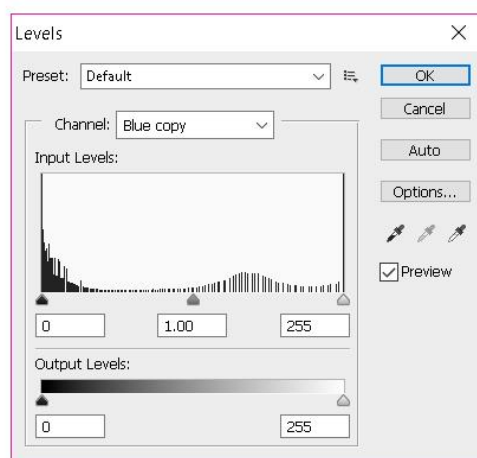 Levels
Preset: Default
OK
Channel: Blue copy
Cancel
Input Levels:
Auto
Options...
Preview
0 1.00 255
Output Levels:
0 255